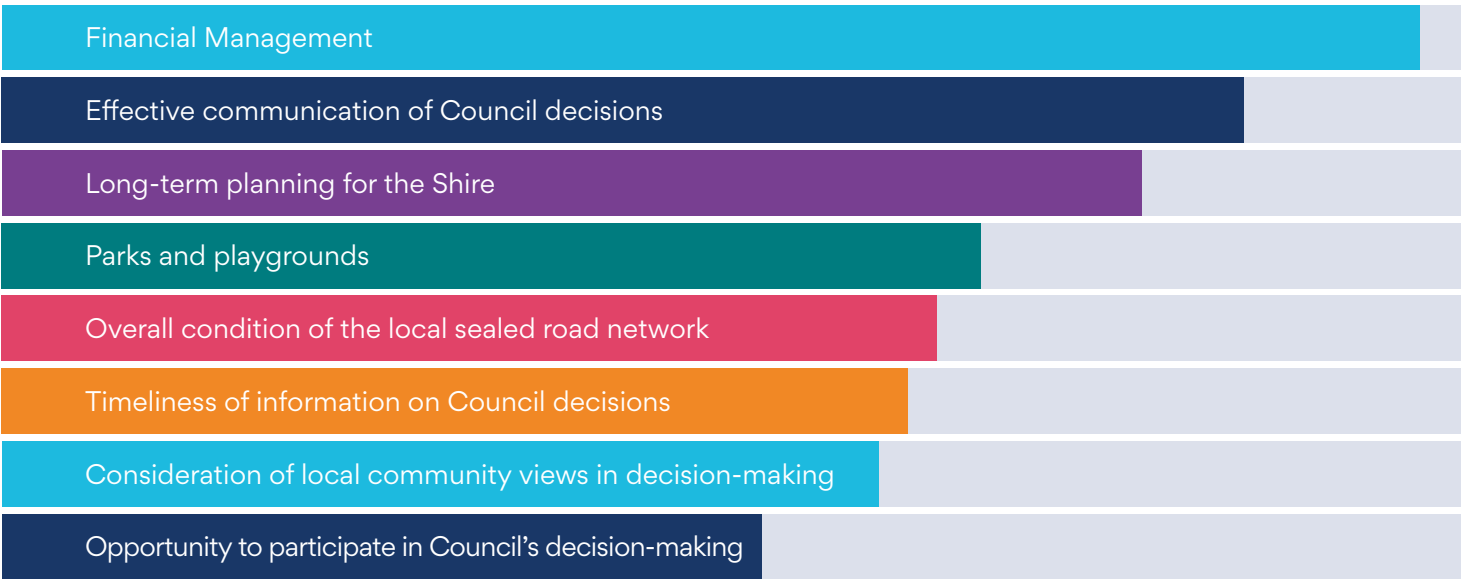 Financial Management
Effective communication of Council decisions
Long-term planning for the Shire
Parks and playgrounds
Overall condition of the local sealed road network
Timeliness of information on Council decisions
Consideration of local community views in decision-making
Opportunity to participate in Council’s decision-making